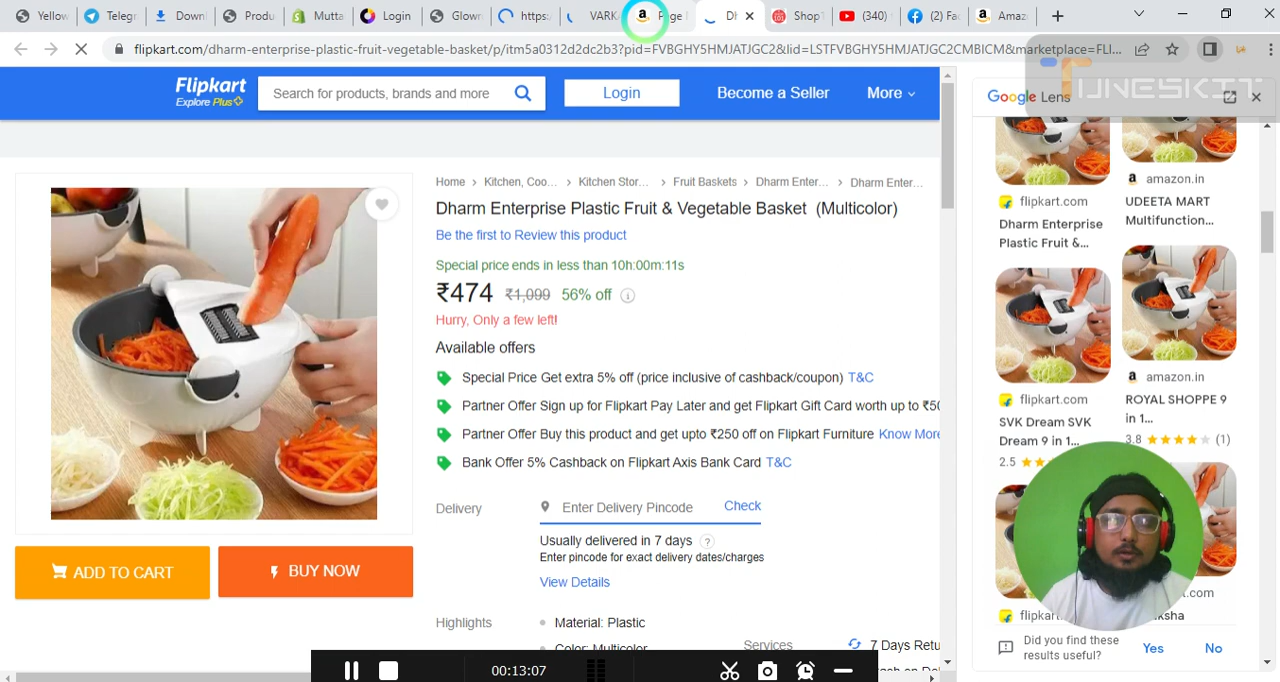 Yellow
Telegr
Downl
Produ
Mutta
Login
Glown
https:
VARK
Page
Dh
ShopT
(340)
(2) Fa
Amaz
flipkart.com/dharm-enterprise-plastic-fruit-vegetable-basket/p/itm5a0312d2dc2b3?pid=FVBGHY5HMJATJGC2&lid=LSTFVBGHY5HMJATJGC2CMBICM&marketplace=FLI...
TUNESKIT
Flipkart
Explore Plus
Search for products, brands and more
Login
Become a Seller
More
Home > Kitchen, Coo... > Kitchen Stor... > Fruit Baskets > Dharm Enter... > Dharm Enter...
Dharm Enterprise Plastic Fruit & Vegetable Basket (Multicolor)
Be the first to Review this product
Special price ends in less than 10h:00m:11s
₹474 ₹1,099 56% off i
Hurry, Only a few left!
Available offers
Special Price Get extra 5% off (price inclusive of cashback/coupon) T&C
Partner Offer Sign up for Flipkart Pay Later and get Flipkart Gift Card worth up to ₹50
Partner Offer Buy this product and get upto ₹250 off on Flipkart Furniture Know More
Bank Offer 5% Cashback on Flipkart Axis Bank Card T&C
Delivery
Enter Delivery Pincode
Check
Usually delivered in 7 days ?
Enter pincode for exact delivery dates/charges
View Details
ADD TO CART
BUY NOW
Highlights
Material: Plastic
Color: Multicolor
Services
7 Days Retu
00:13:07
Google Lens
flipkart.com
Dharm Enterprise
Plastic Fruit &...
amazon.in
UDEETA MART
Multifunction...
flipkart.com
SVK Dream SVK
Dream 9 in 1...
2.5
amazon.in
ROYAL SHOPPE 9
in 1...
3.8 (1)
flipkart
Did you find these
results useful?
Yes
No